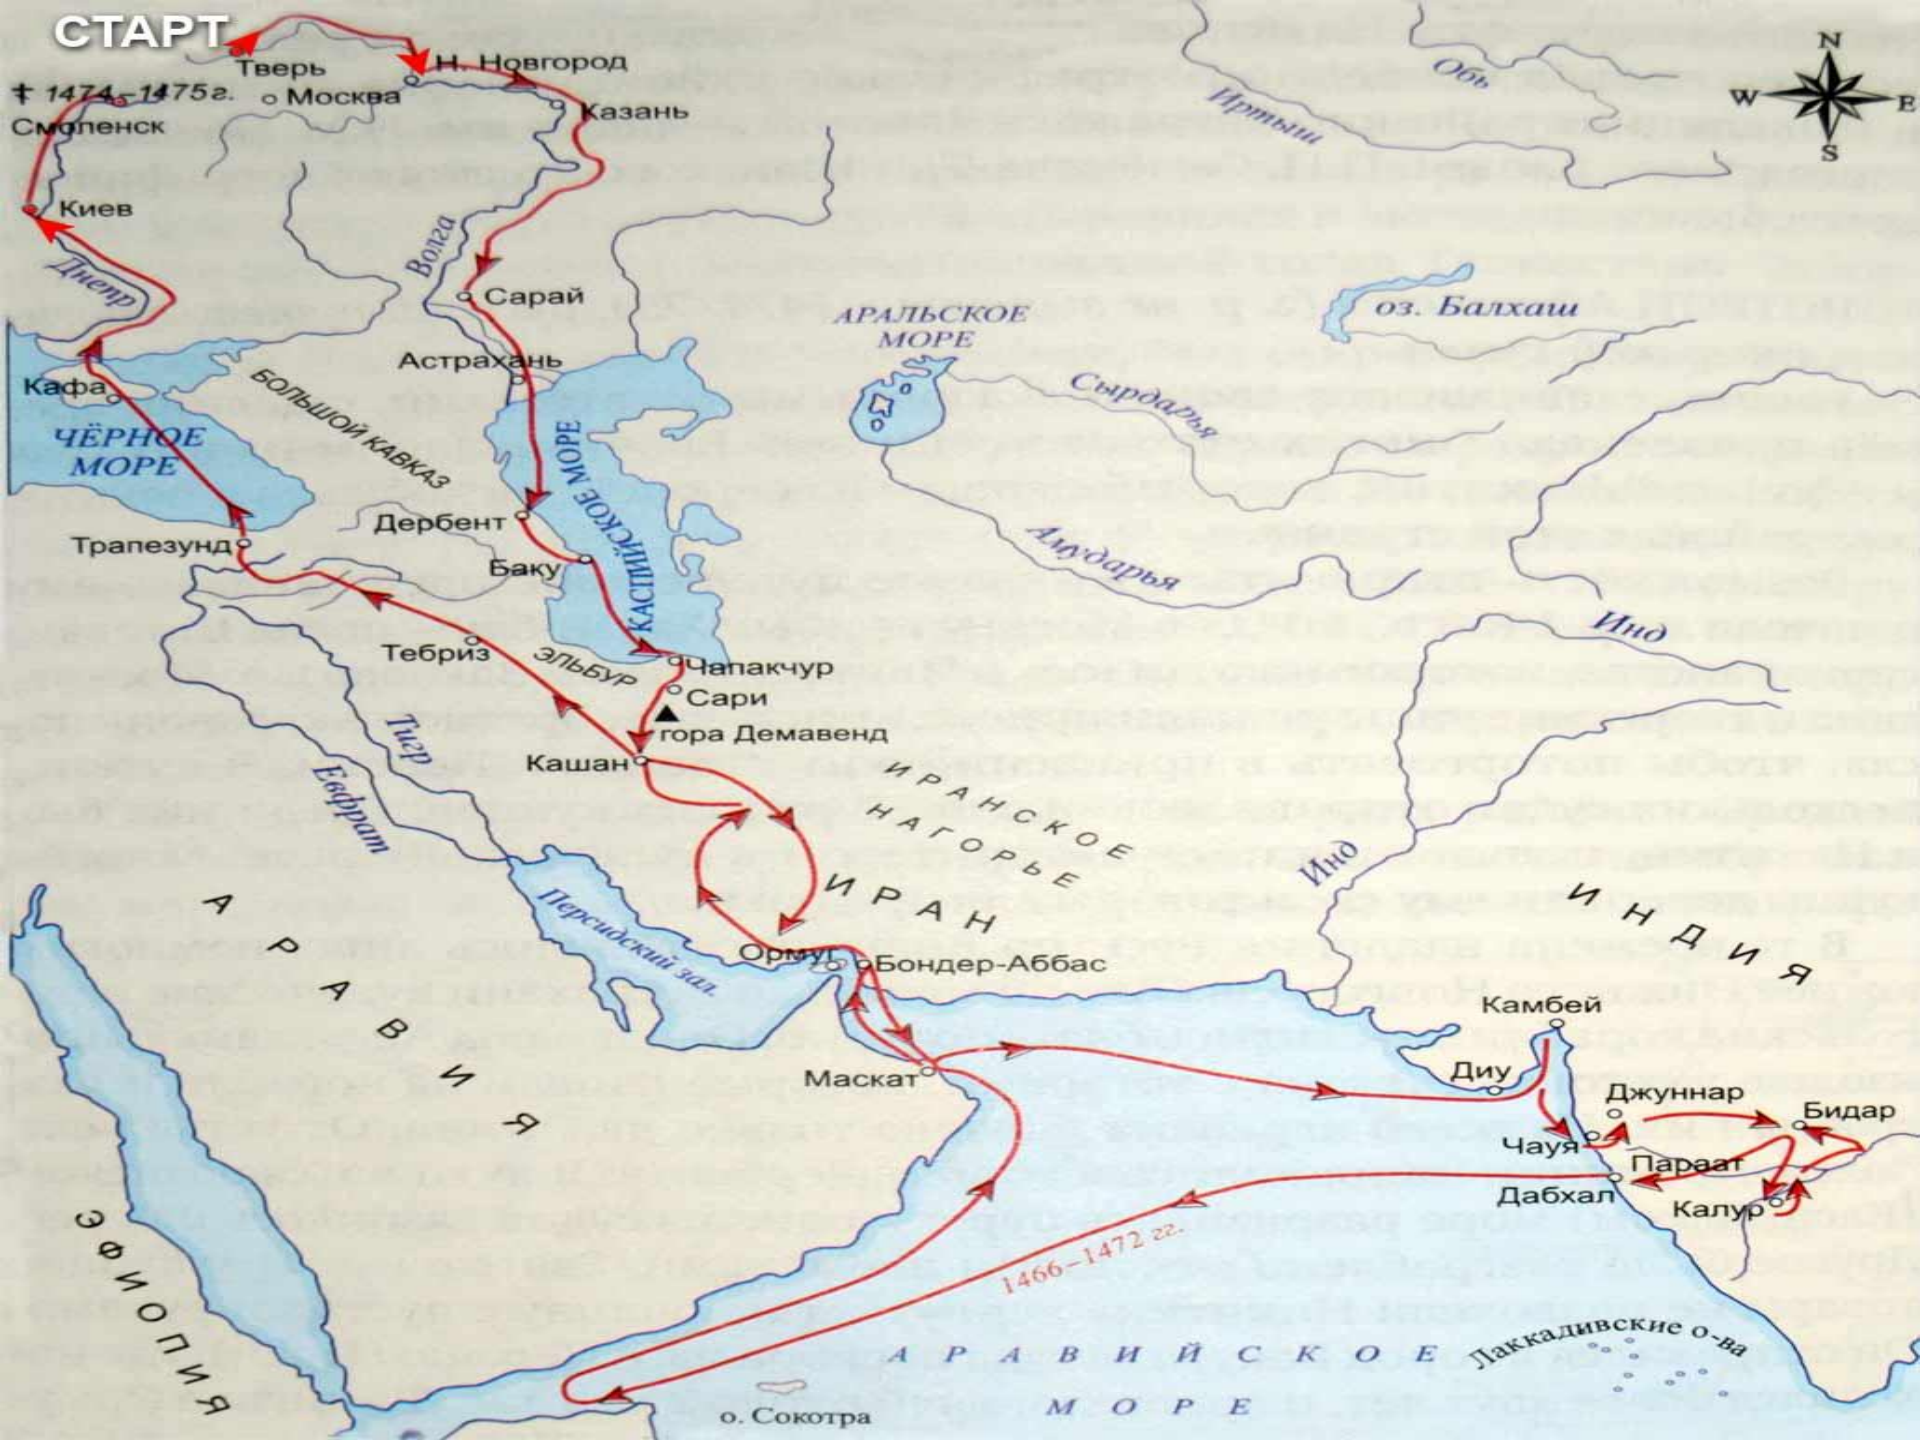 СТАРТ
Тверь
Н. Новгород
✝ 1474–1475г.
Москва
Казань
Смоленск
Киев
Днепр
Волга
Сарай
Астрахань
Кафа
ЧЁРНОЕ
МОРЕ
БОЛЬШОЙ КАВКАЗ
КАСПИЙСКОЕ МОРЕ
Дербент
Трапезунд
Баку
Тебриз
ЭЛЬБУР
Чапакчур
Сари
гора Демавенд
Кашан
Тигр
Евфрат
Обь
Иртыш
N
W
E
S
АРАЛЬСКОЕ
МОРЕ
оз. Балхаш
Сырдарья
Амударья
Инд
Инд
ИРАНСКОЕ
НАГОРЬЕ
ИРАН
ИНДИЯ
АРАВИЯ
Персидский зал.
Ормуз
Бондер-Аббас
Маскат
Камбей
Диу
Джуннар
Бидар
Чауя
Параат
Дабхал
Калур
1466–1472 гг.
ЭФИОПИЯ
АРАВИЙСКОЕ
МОРЕ
Лаккадивские о-ва
о. Сокотра